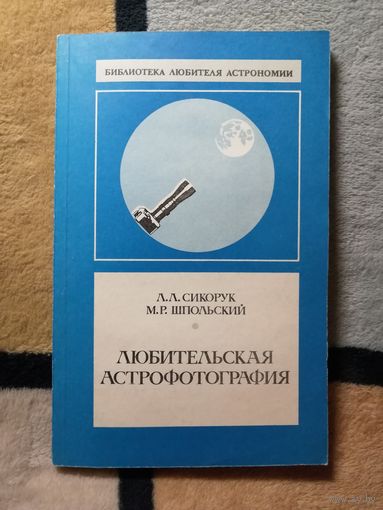 БИБЛИОТЕКА ЛЮБИТЕЛЯ АСТРОНОМИИ
Л.Л.СИКОРУК
М.Р.ШПОЛЬСКИЙ
ЛЮБИТЕЛЬСКАЯ
АСТРОФОТОГРАФИЯ